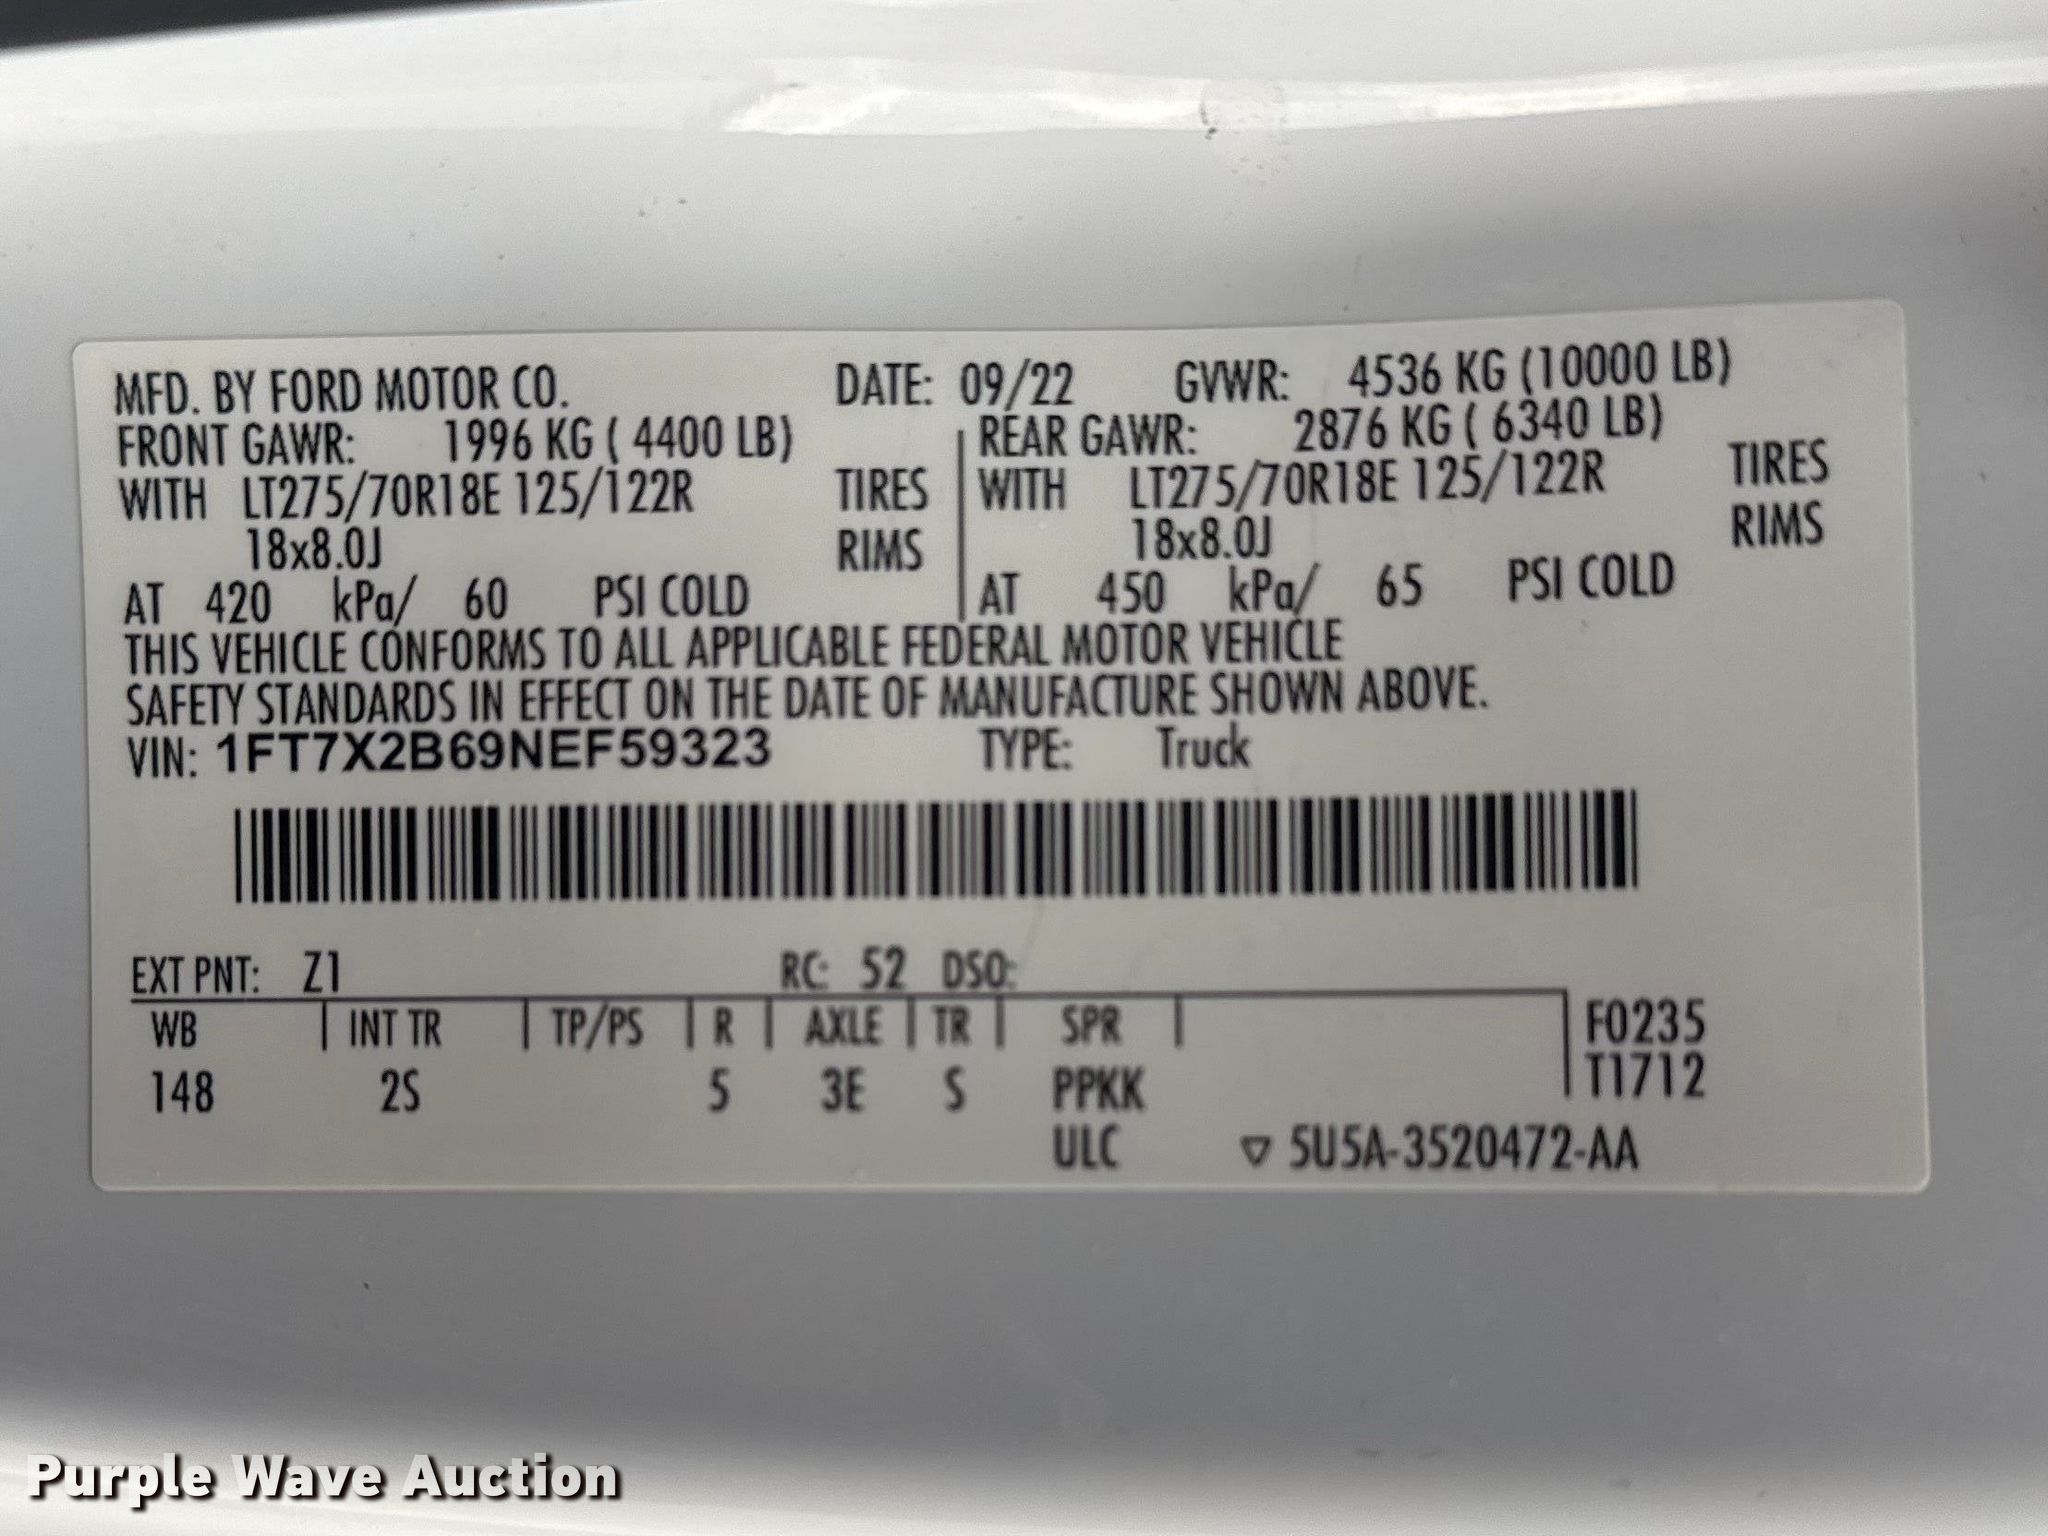 MFD. BY FORD MOTOR CO. DATE: 09/22 GVWR: 4536 KG (10000 LB)
FRONT GAWR: 1996 KG ( 4400 LB) REAR GAWR: 2876 KG ( 6340 LB)
WITH LT275/70R18E 125/122R TIRES WITH LT275/70R18E 125/122R TIRES
18x8.0J RIMS 18x8.0J RIMS
AT 420 kPa/ 60 PSI COLD AT 450 kPa/ 65 PSI COLD
THIS VEHICLE CONFORMS TO ALL APPLICABLE FEDERAL MOTOR VEHICLE
SAFETY STANDARDS IN EFFECT ON THE DATE OF MANUFACTURE SHOWN ABOVE.
VIN: 1FT7X2B69NEF59323 TYPE: Truck
EXT PNT: Z1 RC: 52 DSO:
WB INT TR TP/PS R AXLE TR SPR F0235
148 2S 5 3E S PPKK T1712
ULC ▽ 5U5A-3520472-AA
Purple Wave Auction